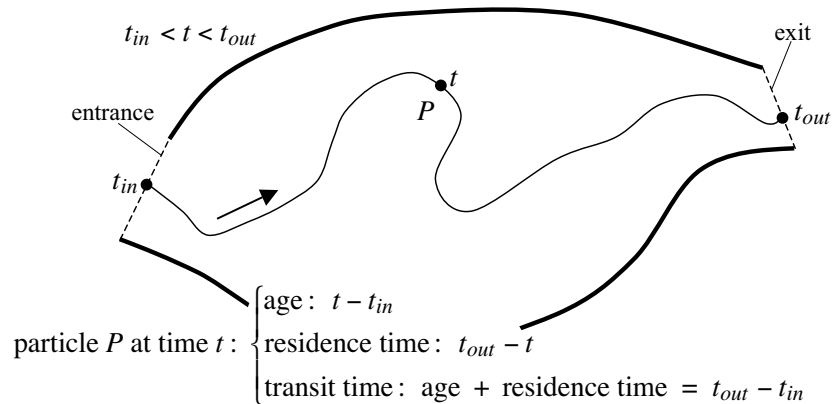 t_in < t < t_out
exit
entrance
t
P
t_out
t_in
age: t − t_in
particle P at time t:
residence time: t_out − t
transit time: age + residence time = t_out − t_in